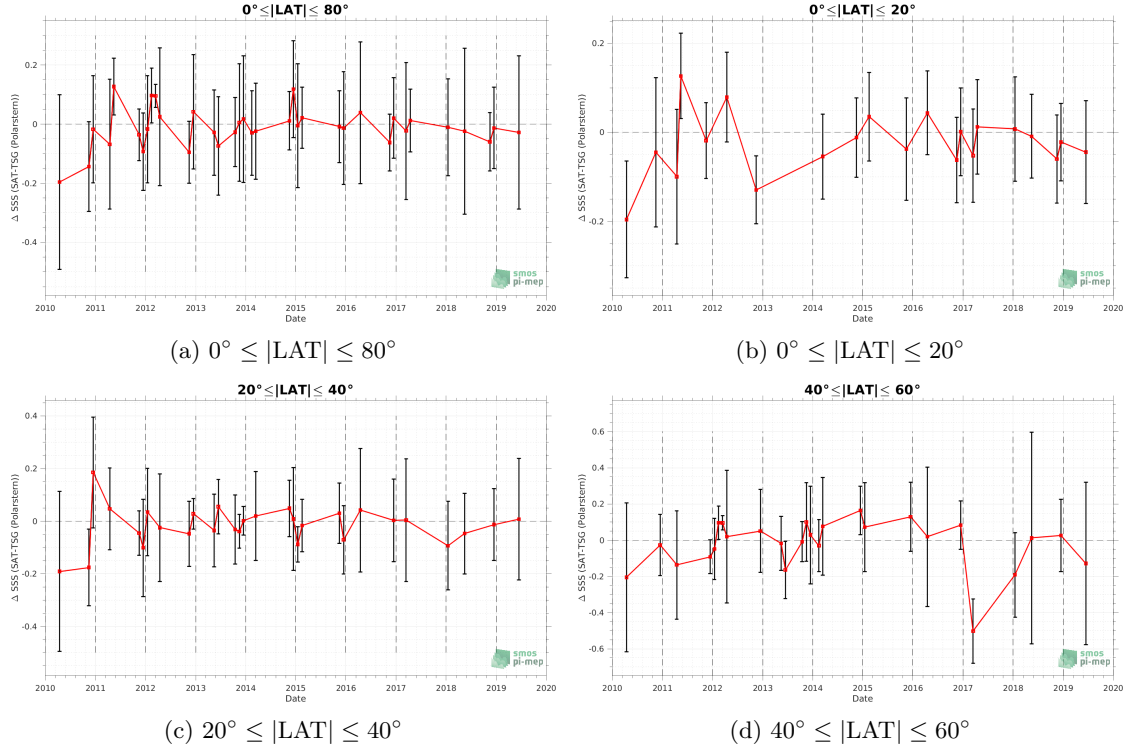 0°≤|LAT|≤ 80°
Δ SSS (SAT-TSG (Polarstern))
0.2
0
-0.2
-0.4
2010 2011 2012 2013 2014 2015 2016 2017 2018 2019 2020
Date
smos
pi-mep
(a) 0° ≤ |LAT| ≤ 80°
0°≤|LAT|≤ 20°
Δ SSS (SAT-TSG (Polarstern))
0.2
0
-0.2
2010 2011 2012 2013 2014 2015 2016 2017 2018 2019 2020
Date
smos
pi-mep
(b) 0° ≤ |LAT| ≤ 20°
20°≤|LAT|≤ 40°
Δ SSS (SAT-TSG (Polarstern))
0.4
0.2
0
-0.2
-0.4
2010 2011 2012 2013 2014 2015 2016 2017 2018 2019 2020
Date
smos
pi-mep
(c) 20° ≤ |LAT| ≤ 40°
40°≤|LAT|≤ 60°
Δ SSS (SAT-TSG (Polarstern))
0.6
0.4
0.2
0
-0.2
-0.4
-0.6
2010 2011 2012 2013 2014 2015 2016 2017 2018 2019 2020
Date
smos
pi-mep
(d) 40° ≤ |LAT| ≤ 60°